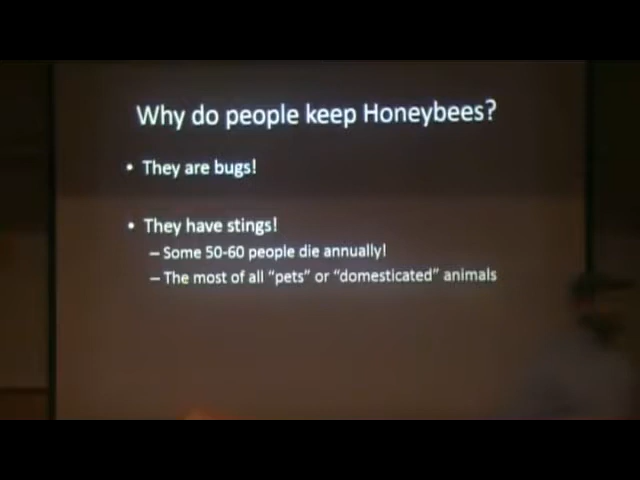 Why do people keep Honeybees?
• They are bugs!
• They have stings!
– Some 50-60 people die annually!
– The most of all “pets” or “domesticated” animals